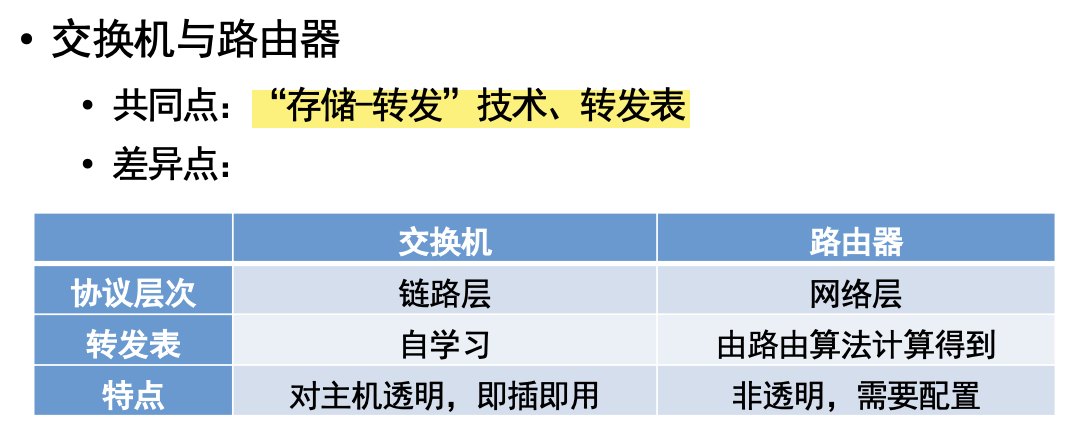 • 交换机与路由器
• 共同点：“存储-转发”技术、转发表
• 差异点：
交换机 路由器
协议层次 链路层 网络层
转发表 自学习 由路由算法计算得到
特点 对主机透明，即插即用 非透明，需要配置